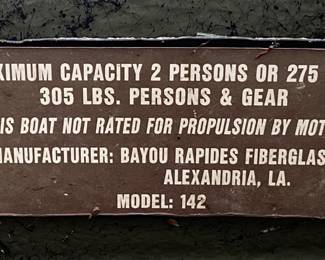 XIMUM CAPACITY 2 PERSONS OR 275
305 LBS. PERSONS & GEAR
IS BOAT NOT RATED FOR PROPULSION BY MOT
ANUFACTURER: BAYOU RAPIDES FIBERGLAS
ALEXANDRIA, LA.
MODEL: 142